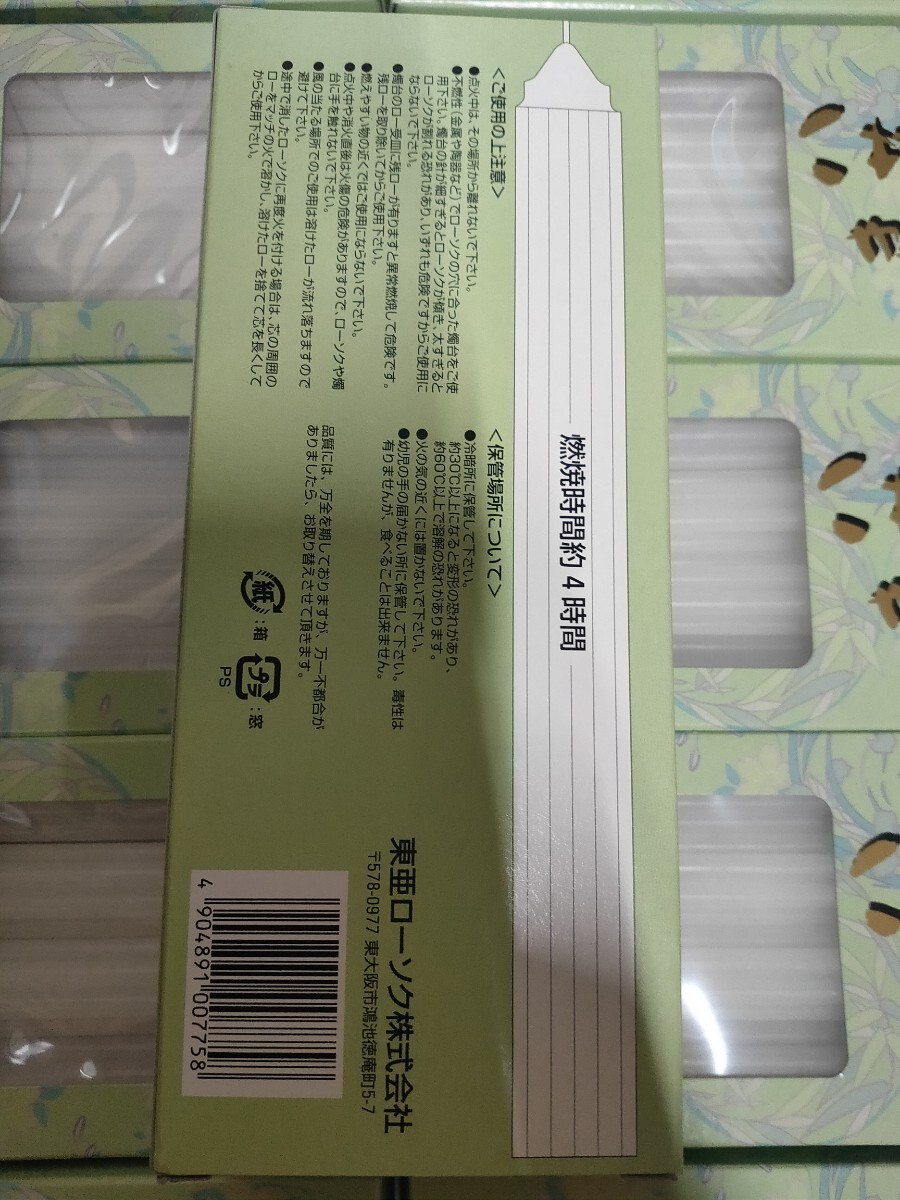 燃焼時間約4時間
<ご使用の上注意>
●点火中は、その場所から離れないで下さい。
●不燃性(金属や陶器など)でローソクの穴に合った燭台をご使
用下さい。燭台の針が細すぎるとローソクが傾き、太すぎると
ローソクが割れる恐れがあり、いずれも危険ですからご使用に
ならないで下さい。
●燭台のロー受皿に残ローが有りますと異常燃焼して危険です。
残ローを取り除いてからご使用下さい。
●燃えやすい物の近くではご使用にならないで下さい。
●点火中や消火直後は火傷の危険がありますので、ローソクや燭
台に手を触れないで下さい。
●風の当たる場所でのご使用は溶けたローが流れ落ちますので
避けて下さい。
●途中で消したローソクに再度火を付ける場合は、芯の周囲の
ローをマッチの火で溶かし、溶けたローを捨てて芯を長くして
からご使用下さい。
<保管場所について>
●冷暗所に保管して下さい。
約30℃以上になると変形の恐れがあり、
約60℃以上で溶解の恐れがあります。
●火の気の近くには置かないで下さい。
●幼児の手の届かない所に保管して下さい。毒性は
有りませんが、食べることは出来ません。
品質には、万全を期しておりますが、万一不都合が
ありましたら、お取り替えさせて頂きます。
紙:箱
プラ:窓
PS
東亜ローソク株式会社
〒578-0977 東大阪市鴻池徳庵町5-7
4 904891 007758